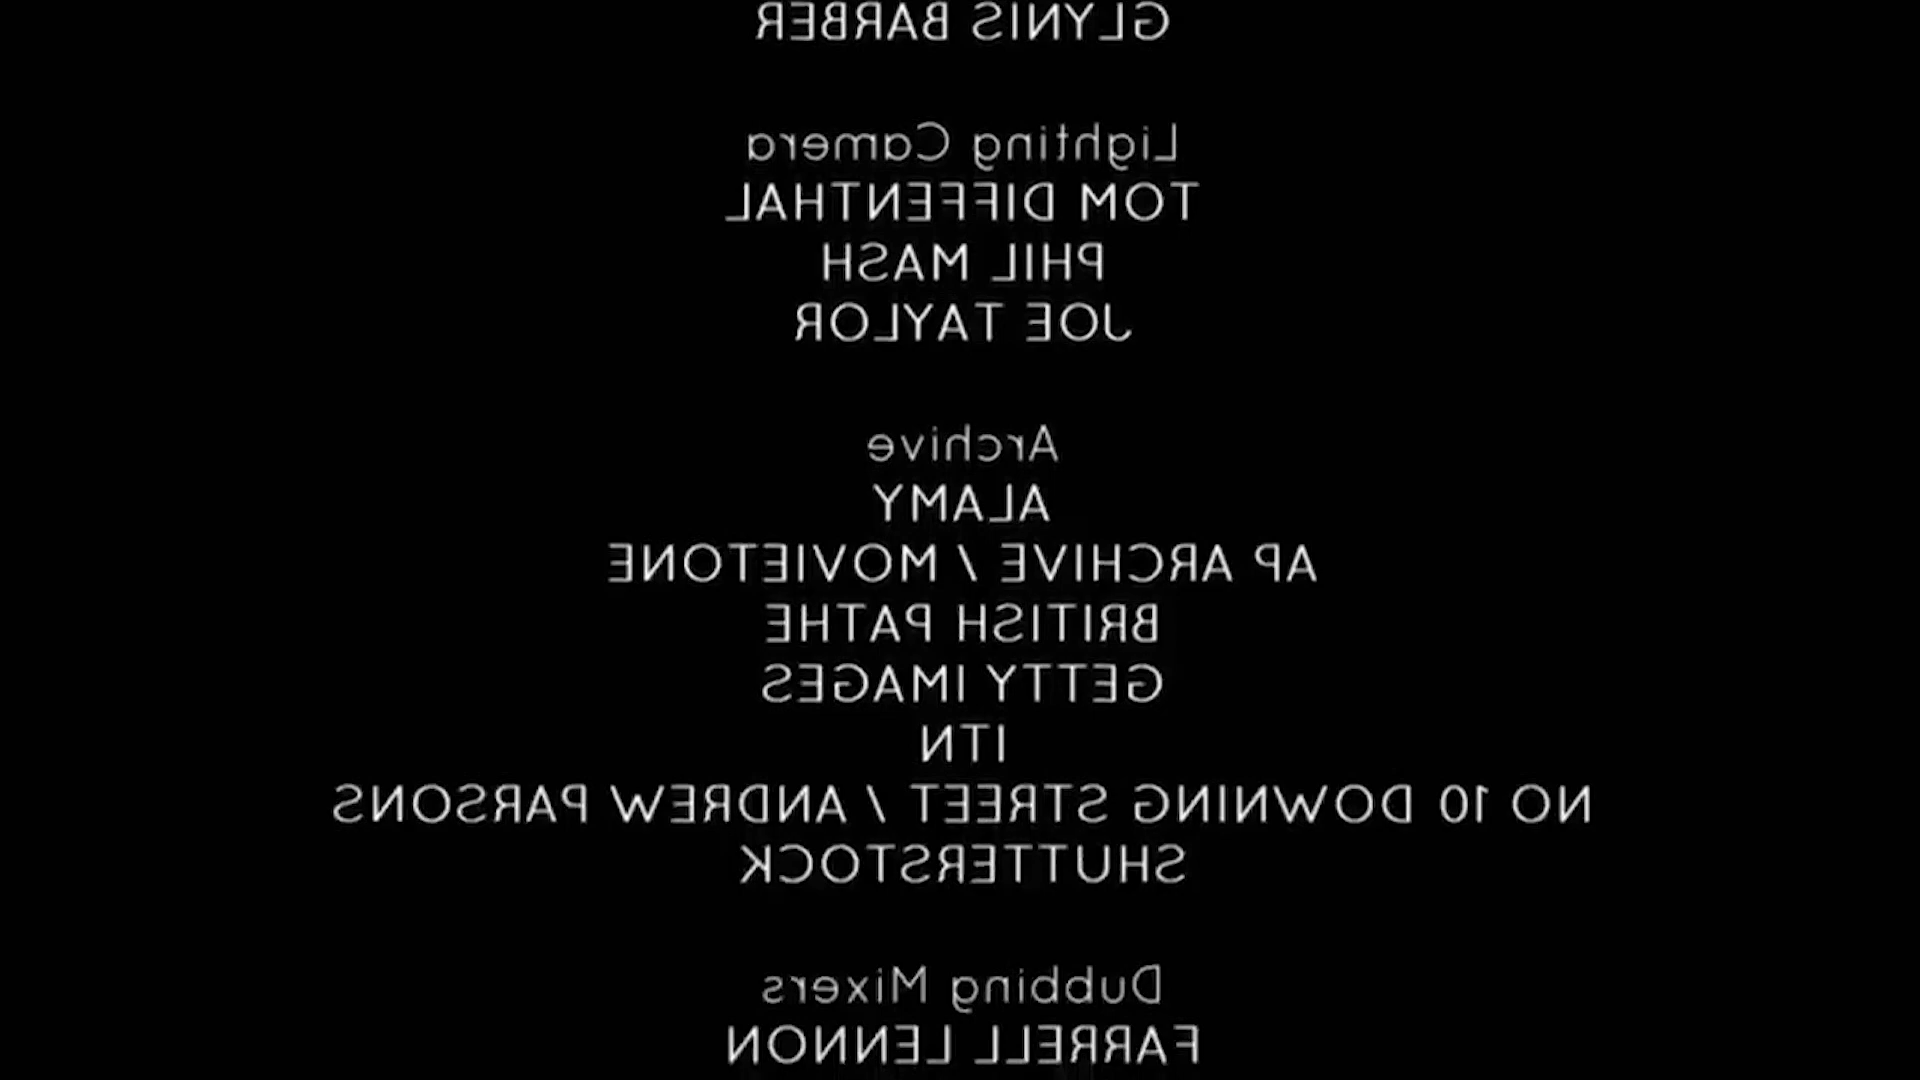 GLYNIS BARBER
Lighting Camera
TOM DIFFENTHAL
PHIL MASH
JOE TAYLOR
Archive
ALAMY
AP ARCHIVE / MOVIETONE
BRITISH PATHE
GETTY IMAGES
ITN
NO 10 DOWNING STREET / ANDREW PARSONS
SHUTTERSTOCK
Dubbing Mixers
FARRELL LENNON